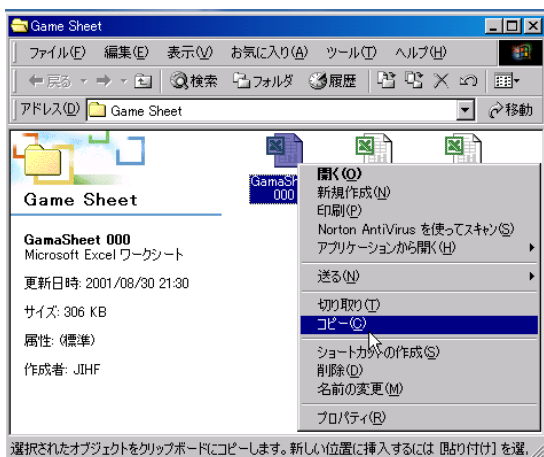 Game Sheet
ファイル(F) 編集(E) 表示(V) お気に入り(A) ツール(T) ヘルプ(H)
戻る 検索 フォルダ 履歴
アドレス(D) Game Sheet 移動
GamaSh
000
Game Sheet
GamaSheet 000
Microsoft Excel ワークシート
更新日時: 2001/08/30 21:30
サイズ: 306 KB
属性: (標準)
作成者: JIHF
開く(O)
新規作成(N)
印刷(P)
Norton AntiVirus を使ってスキャン(S)
アプリケーションから開く(H)
送る(N)
切り取り(T)
コピー(C)
ショートカットの作成(S)
削除(D)
名前の変更(M)
プロパティ(R)
選択されたオブジェクトをクリップボードにコピーします。新しい位置に挿入するには [貼り付け] を選,